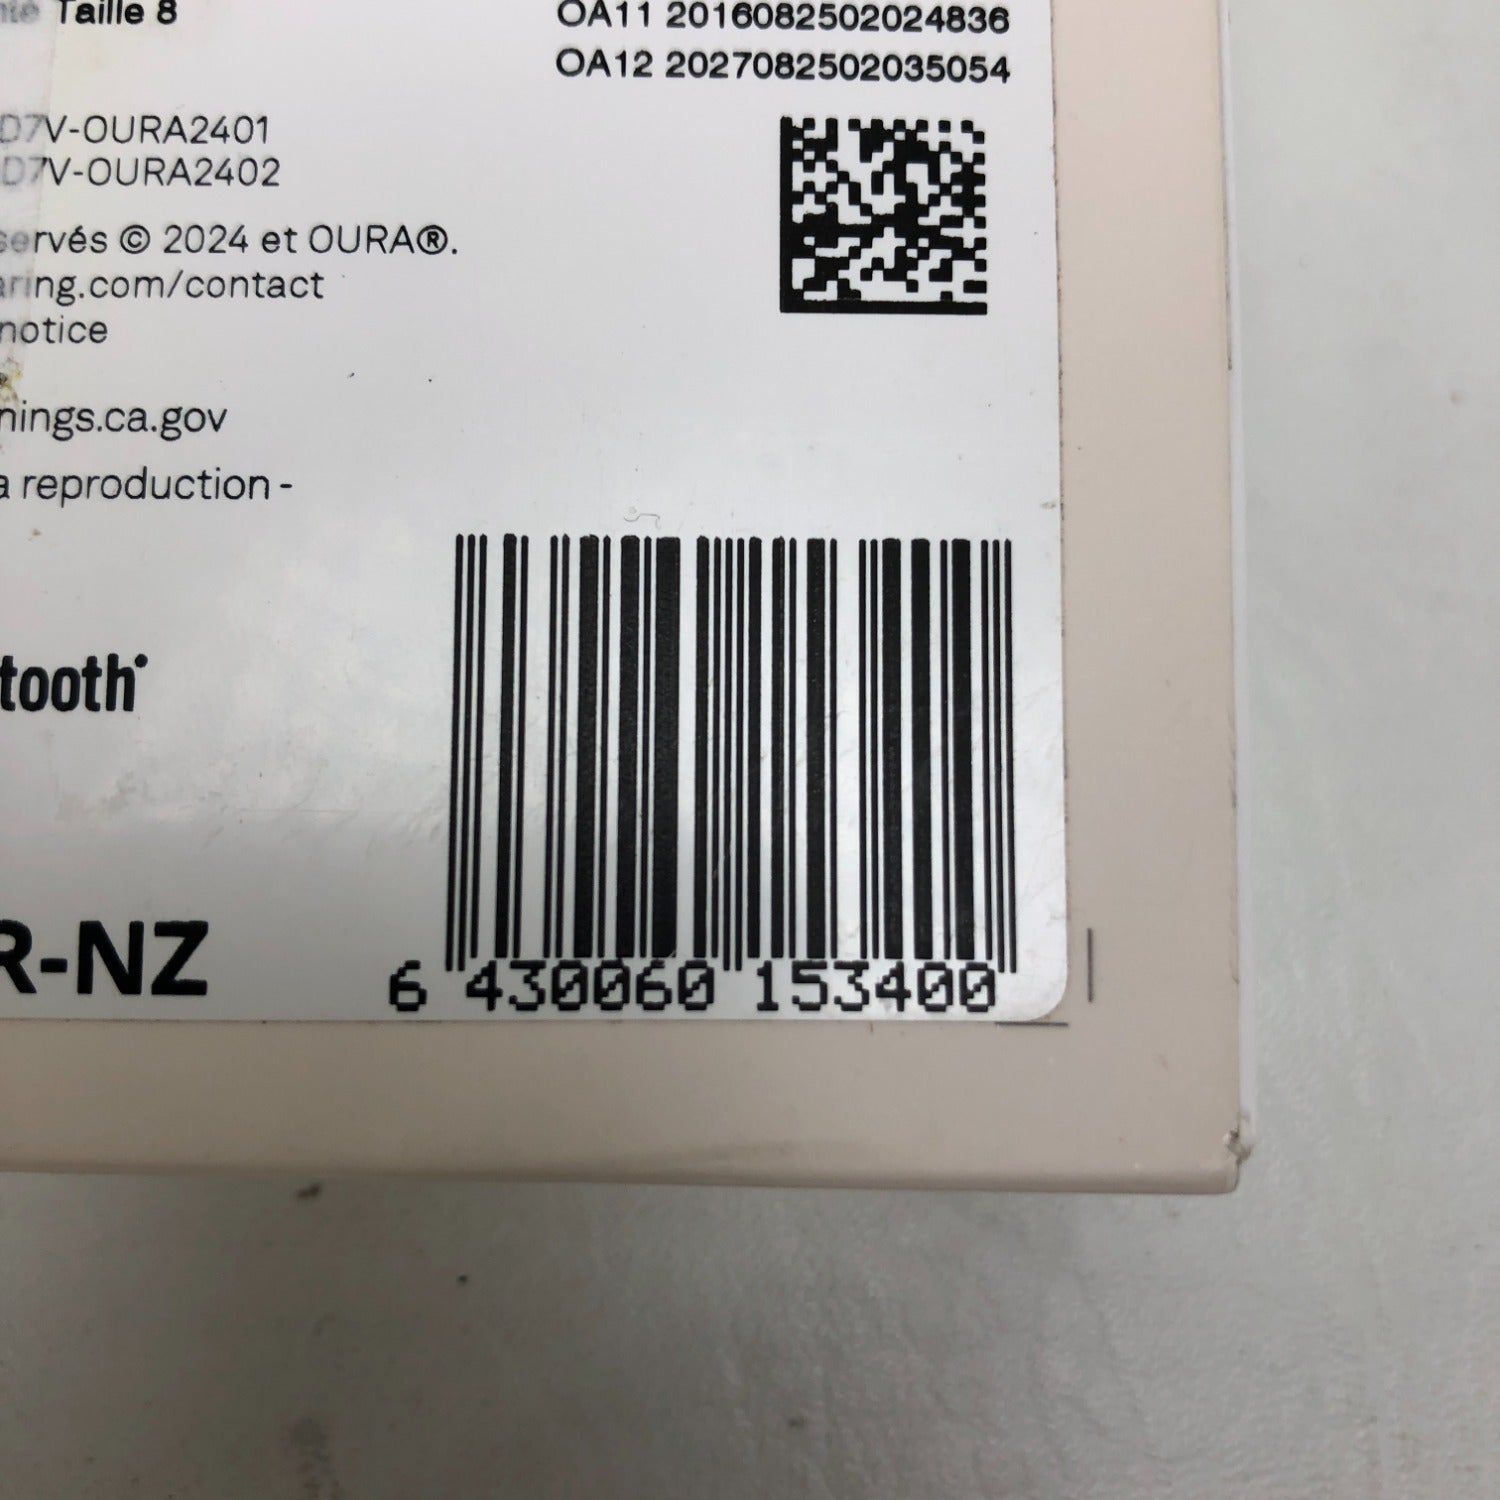 Taille 8
OA11 2016082502024836
OA12 2027082502035054
D7V-OURA2401
D7V-OURA2402
servés © 2024 et OURA®.
aring.com/contact
notice
nings.ca.gov
a reproduction -
tooth
R-NZ
6 430060 153400